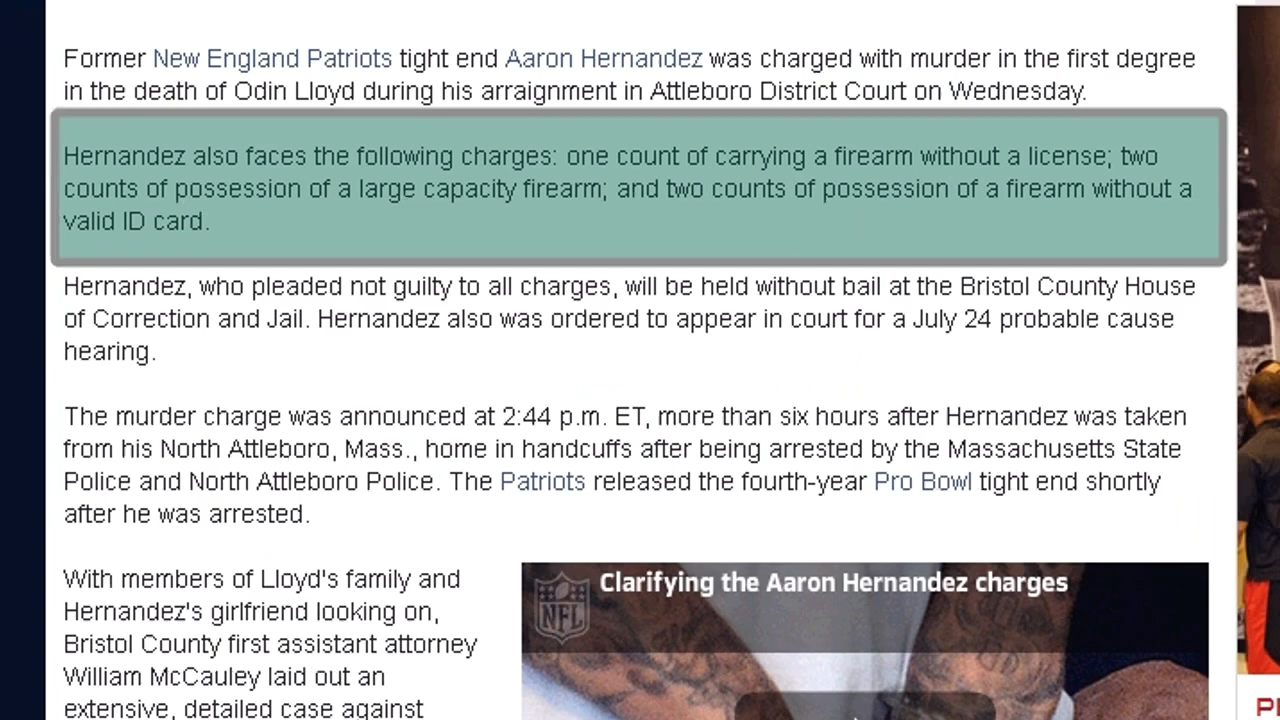 Former New England Patriots tight end Aaron Hernandez was charged with murder in the first degree
in the death of Odin Lloyd during his arraignment in Attleboro District Court on Wednesday.
Hernandez also faces the following charges: one count of carrying a firearm without a license; two
counts of possession of a large capacity firearm; and two counts of possession of a firearm without a
valid ID card.
Hernandez, who pleaded not guilty to all charges, will be held without bail at the Bristol County House
of Correction and Jail. Hernandez also was ordered to appear in court for a July 24 probable cause
hearing.
The murder charge was announced at 2:44 p.m. ET, more than six hours after Hernandez was taken
from his North Attleboro, Mass., home in handcuffs after being arrested by the Massachusetts State
Police and North Attleboro Police. The Patriots released the fourth-year Pro Bowl tight end shortly
after he was arrested.
With members of Lloyd's family and
Hernandez's girlfriend looking on,
Bristol County first assistant attorney
William McCauley laid out an
extensive, detailed case against
NFL
Clarifying the Aaron Hernandez charges